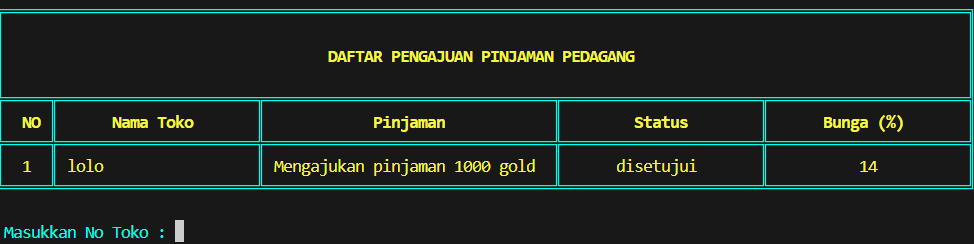 DAFTAR PENGAJUAN PINJAMAN PEDAGANG
NO Nama Toko Pinjaman Status Bunga (%)
1 lolo Mengajukan pinjaman 1000 gold disetujui 14
Masukkan No Toko :